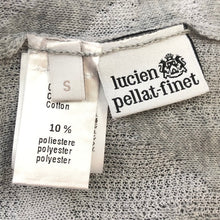 S
Cotton
10 %
poliestere
polyester
polyester
lucien
pellat-finet